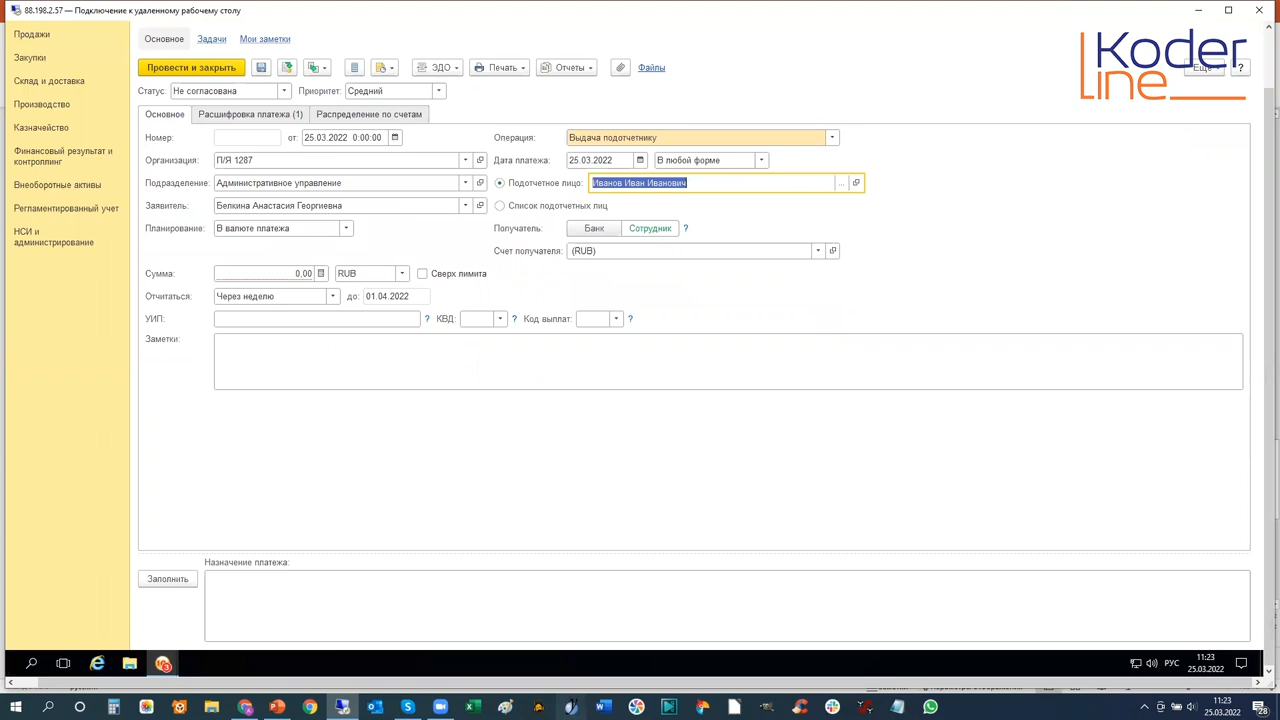 88.198.2.57 — Подключение к удаленному рабочему столу
Продажи
Закупки
Склад и доставка
Производство
Казначейство
Финансовый результат и
контроллинг
Внеоборотные активы
Регламентированный учет
НСИ и
администрирование
Основное Задачи Мои заметки
Koder
line
Провести и закрыть ЭДО Печать Отчеты Файлы Еще ?
Статус: Не согласована Приоритет: Средний
Основное Расшифровка платежа (1) Распределение по счетам
Номер: от: 25.03.2022 0:00:00 Операция: Выдача подотчетнику
Организация: П/Я 1287 Дата платежа: 25.03.2022 В любой форме
Подразделение: Административное управление Подотчетное лицо: Иванов Иван Иванович ...
Заявитель: Белкина Анастасия Георгиевна Список подотчетных лиц
Планирование: В валюте платежа Получатель: Банк Сотрудник ?
Счет получателя: (RUB)
Сумма: 0,00 RUB Сверх лимита
Отчитаться: Через неделю до: 01.04.2022
УИП: ? КВД: ? Код выплат: ?
Заметки:
Назначение платежа:
Заполнить
РУС 11:23
25.03.2022
11:23
25.03.2022
28